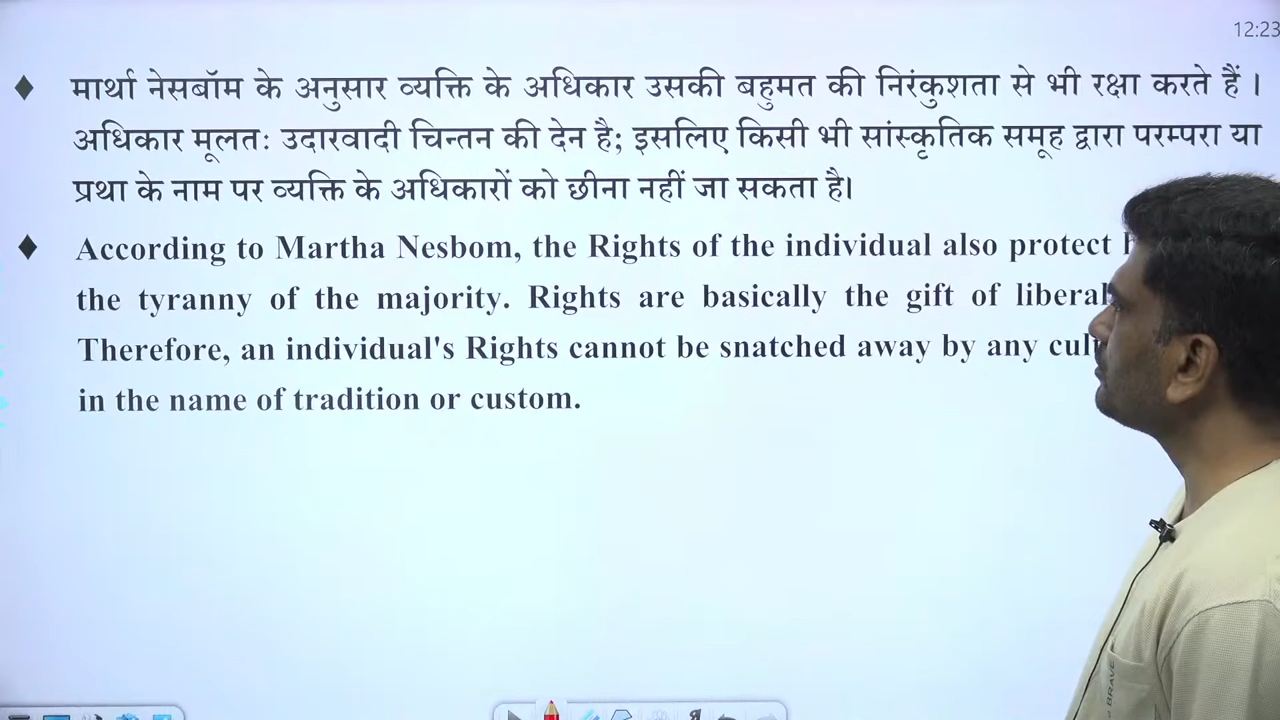 12:23
♦ मार्था नेसबॉम के अनुसार व्यक्ति के अधिकार उसकी बहुमत की निरंकुशता से भी रक्षा करते हैं ।
अधिकार मूलतः उदारवादी चिन्तन की देन है; इसलिए किसी भी सांस्कृतिक समूह द्वारा परम्परा या
प्रथा के नाम पर व्यक्ति के अधिकारों को छीना नहीं जा सकता है।
♦ According to Martha Nesbom, the Rights of the individual also protect
the tyranny of the majority. Rights are basically the gift of liberal
Therefore, an individual's Rights cannot be snatched away by any
in the name of tradition or custom.
BRAVE